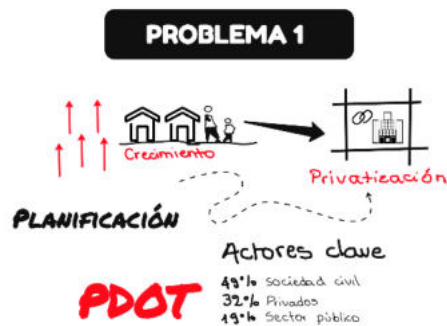 PROBLEMA 1
Crecimiento
Privatización
PLANIFICACIÓN
Actores clave
49% Sociedad civil
32% Privados
19% Sector público
PDOT